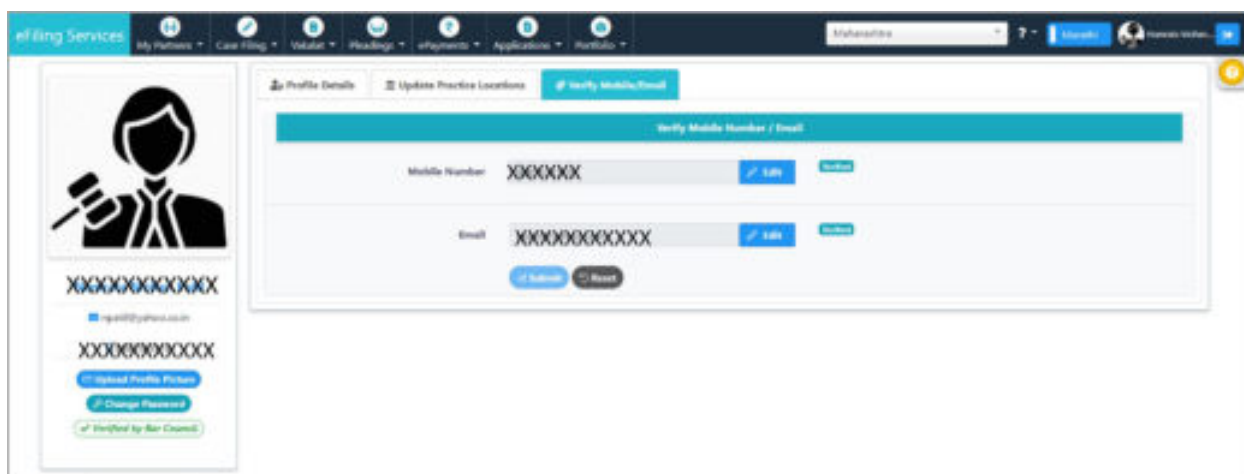 eFiling Services
My Partners Case Filing Vakalat Pleadings ePayments Applications Portfolio
Maharashtra
?
Profile Details Update Practice Locations Verify Mobile/Email
Verify Mobile Number / Email
Mobile Number XXXXXX Edit Verified
Email XXXXXXXXXXX Edit Verified
Submit Reset
XXXXXXXXXXXX
XXXXXXXXXXX
Upload Profile Picture
Change Password
Verified by Bar Council